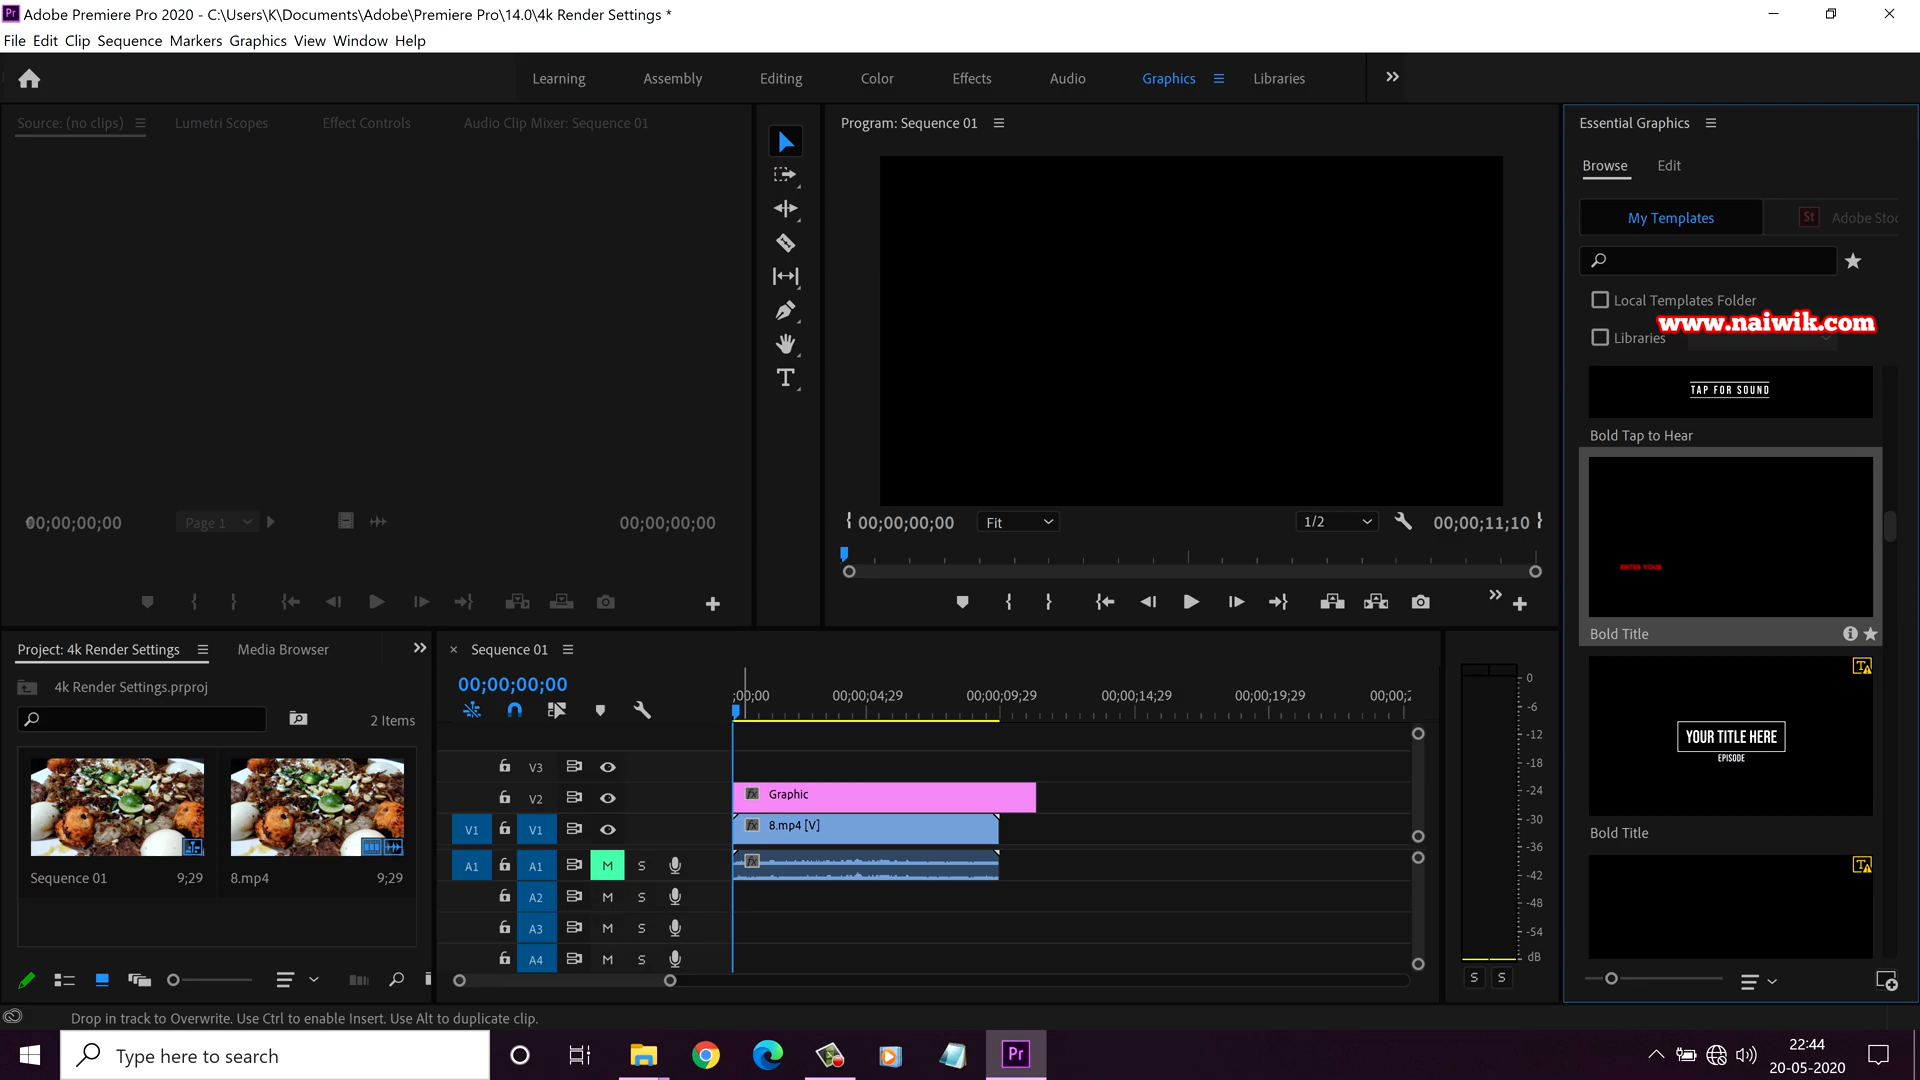 Pr Adobe Premiere Pro 2020 - C:\Users\K\Documents\Adobe\Premiere Pro\14.0\4k Render Settings *
File Edit Clip Sequence Markers Graphics View Window Help
Learning Assembly Editing Color Effects Audio Graphics Libraries
Source: (no clips) Lumetri Scopes Effect Controls Audio Clip Mixer: Sequence 01
Program: Sequence 01
Essential Graphics
Browse Edit
My Templates St Adobe Stoc
Local Templates Folder
www.naiwik.com
Libraries
TAP FOR SOUND
Bold Tap to Hear
ENTER YOUR
Bold Title
YOUR TITLE HERE
EPISODE
Bold Title
00;00;00;00 Page 1 00;00;00;00
00;00;00;00 Fit 1/2 00;00;11;10
Project: 4k Render Settings Media Browser
4k Render Settings.prproj
2 Items
Sequence 01 9;29
8.mp4 9;29
× Sequence 01
00;00;00;00
;00;00 00;00;04;29 00;00;09;29 00;00;14;29 00;00;19;29 00;00;2
V3
V2 Graphic
V1 V1 8.mp4 [V]
A1 A1 M S
A2 M S
A3 M S
A4 M S
0
-6
-12
-18
-24
-30
-36
-42
-48
-54
dB
S S
Drop in track to Overwrite. Use Ctrl to enable Insert. Use Alt to duplicate clip.
Type here to search
Pr
22:44
20-05-2020